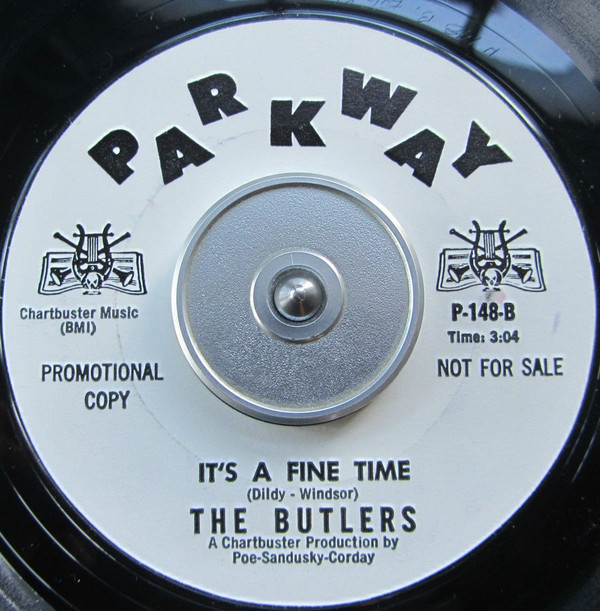 PARKWAY
Chartbuster Music
(BMI)
PROMOTIONAL
COPY
P-148-B
Time: 3:04
NOT FOR SALE
IT'S A FINE TIME
(Dildy - Windsor)
THE BUTLERS
A Chartbuster Production by
Poe-Sandusky-Corday